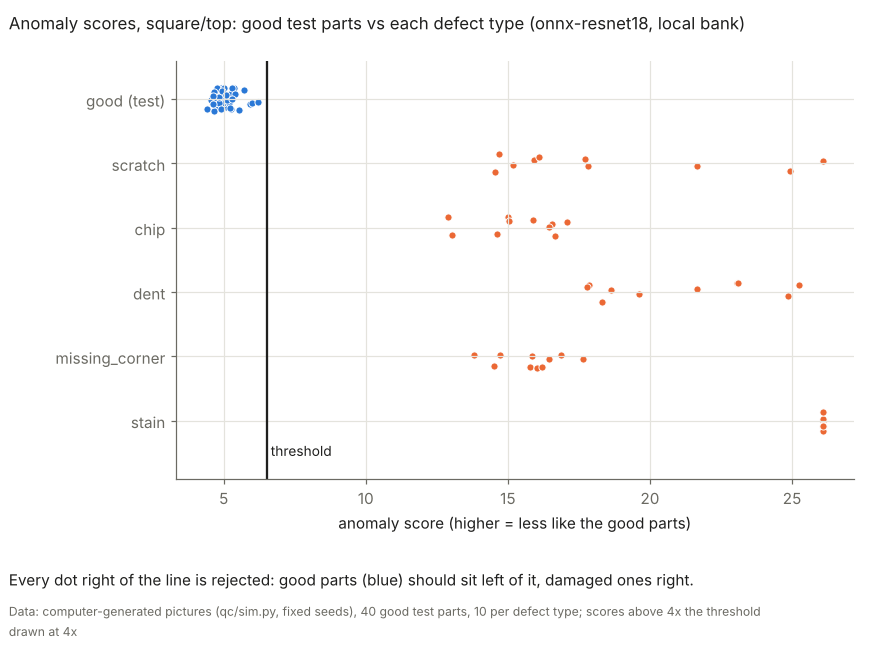 Anomaly scores, square/top: good test parts vs each defect type (onnx-resnet18, local bank)
good (test)
scratch
chip
dent
missing_corner
stain
threshold
5 10 15 20 25
anomaly score (higher = less like the good parts)
Every dot right of the line is rejected: good parts (blue) should sit left of it, damaged ones right.
Data: computer-generated pictures (qc/sim.py, fixed seeds), 40 good test parts, 10 per defect type; scores above 4x the threshold
drawn at 4x